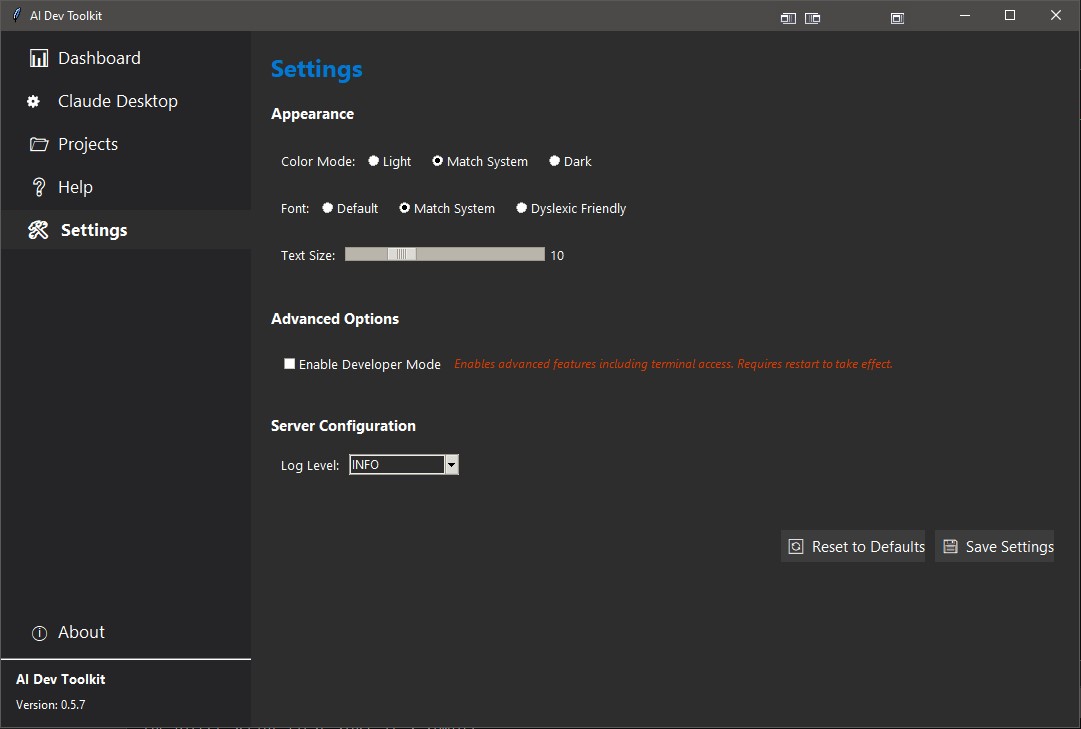 AI Dev Toolkit
Dashboard
Claude Desktop
Projects
Help
Settings
About
AI Dev Toolkit
Version: 0.5.7
Settings
Appearance
Color Mode: Light Match System Dark
Font: Default Match System Dyslexic Friendly
Text Size: 10
Advanced Options
Enable Developer Mode Enables advanced features including terminal access. Requires restart to take effect.
Server Configuration
Log Level: INFO
Reset to Defaults Save Settings